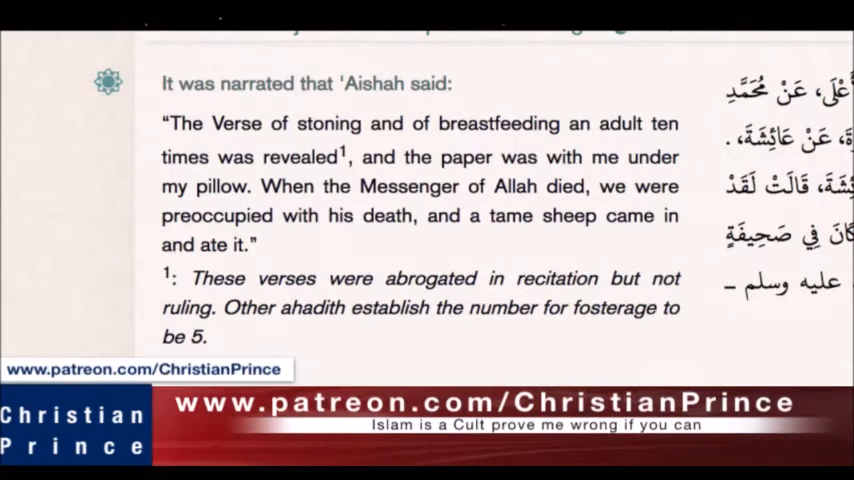 It was narrated that 'Aishah said:
"The Verse of stoning and of breastfeeding an adult ten
times was revealed¹, and the paper was with me under
my pillow. When the Messenger of Allah died, we were
preoccupied with his death, and a tame sheep came in
and ate it."
¹: These verses were abrogated in recitation but not
ruling. Other ahadith establish the number for fosterage to
be 5.
أَعْلَى، عَنْ مُحَمَّدِ
عَنْ عَائِشَةَ، .
قَالَتْ لَقَدْ
كَانَ فِي صَحِيفَةٍ
عليه وسلم ـ
www.patreon.com/ChristianPrince
Christian
Prince
www.patreon.com/ChristianPrince
Islam is a Cult prove me wrong if you can